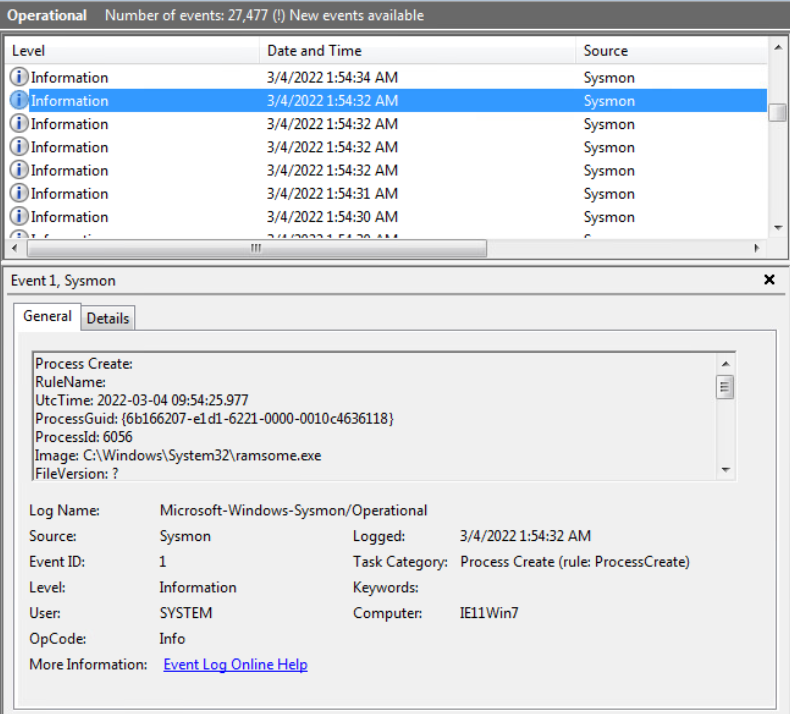 Operational Number of events: 27,477 (!) New events available
Level Date and Time Source
Information 3/4/2022 1:54:34 AM Sysmon
Information 3/4/2022 1:54:32 AM Sysmon
Information 3/4/2022 1:54:32 AM Sysmon
Information 3/4/2022 1:54:32 AM Sysmon
Information 3/4/2022 1:54:32 AM Sysmon
Information 3/4/2022 1:54:31 AM Sysmon
Information 3/4/2022 1:54:30 AM Sysmon
Event 1, Sysmon
General Details
Process Create:
RuleName:
UtcTime: 2022-03-04 09:54:25.977
ProcessGuid: {6b166207-e1d1-6221-0000-0010c4636118}
ProcessId: 6056
Image: C:\Windows\System32\ramsome.exe
FileVersion: ?
Log Name: Microsoft-Windows-Sysmon/Operational
Source: Sysmon Logged: 3/4/2022 1:54:32 AM
Event ID: 1 Task Category: Process Create (rule: ProcessCreate)
Level: Information Keywords:
User: SYSTEM Computer: IE11Win7
OpCode: Info
More Information: Event Log Online Help